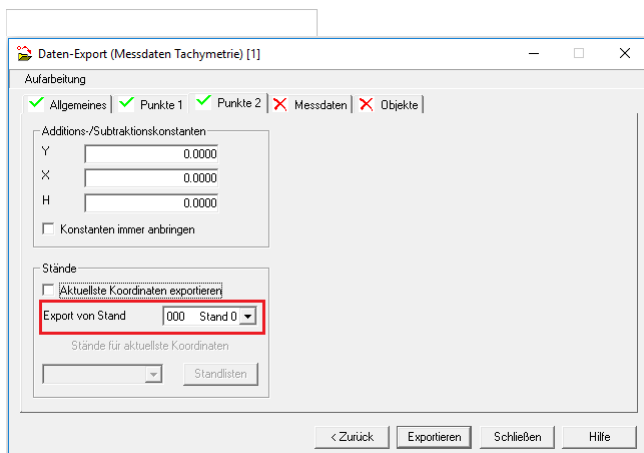 Daten-Export (Messdaten Tachymetrie) [1]
Aufarbeitung
Allgemeines Punkte 1 Punkte 2 Messdaten Objekte
Additions-/Subtraktionskonstanten
Y 0.0000
X 0.0000
H 0.0000
Konstanten immer anbringen
Stände
Aktuellste Koordinaten exportieren
Export von Stand 000 Stand 0
Stände für aktuellste Koordinaten
Standlisten
< Zurück Exportieren Schließen Hilfe